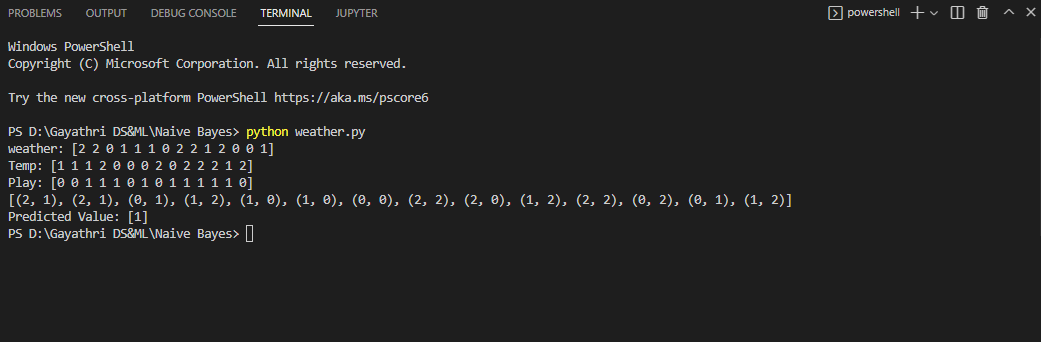 PROBLEMS OUTPUT DEBUG CONSOLE TERMINAL JUPYTER powershell
Windows PowerShell
Copyright (C) Microsoft Corporation. All rights reserved.
Try the new cross-platform PowerShell https://aka.ms/pscore6
PS D:\Gayathri DS&ML\Naive Bayes> python weather.py
weather: [2 2 0 1 1 1 0 2 2 1 2 0 0 1]
Temp: [1 1 1 2 0 0 0 2 0 2 2 2 1 2]
Play: [0 0 1 1 1 0 1 0 1 1 1 1 1 0]
[(2, 1), (2, 1), (0, 1), (1, 2), (1, 0), (1, 0), (0, 0), (2, 2), (2, 0), (1, 2), (2, 2), (0, 2), (0, 1), (1, 2)]
Predicted Value: [1]
PS D:\Gayathri DS&ML\Naive Bayes>